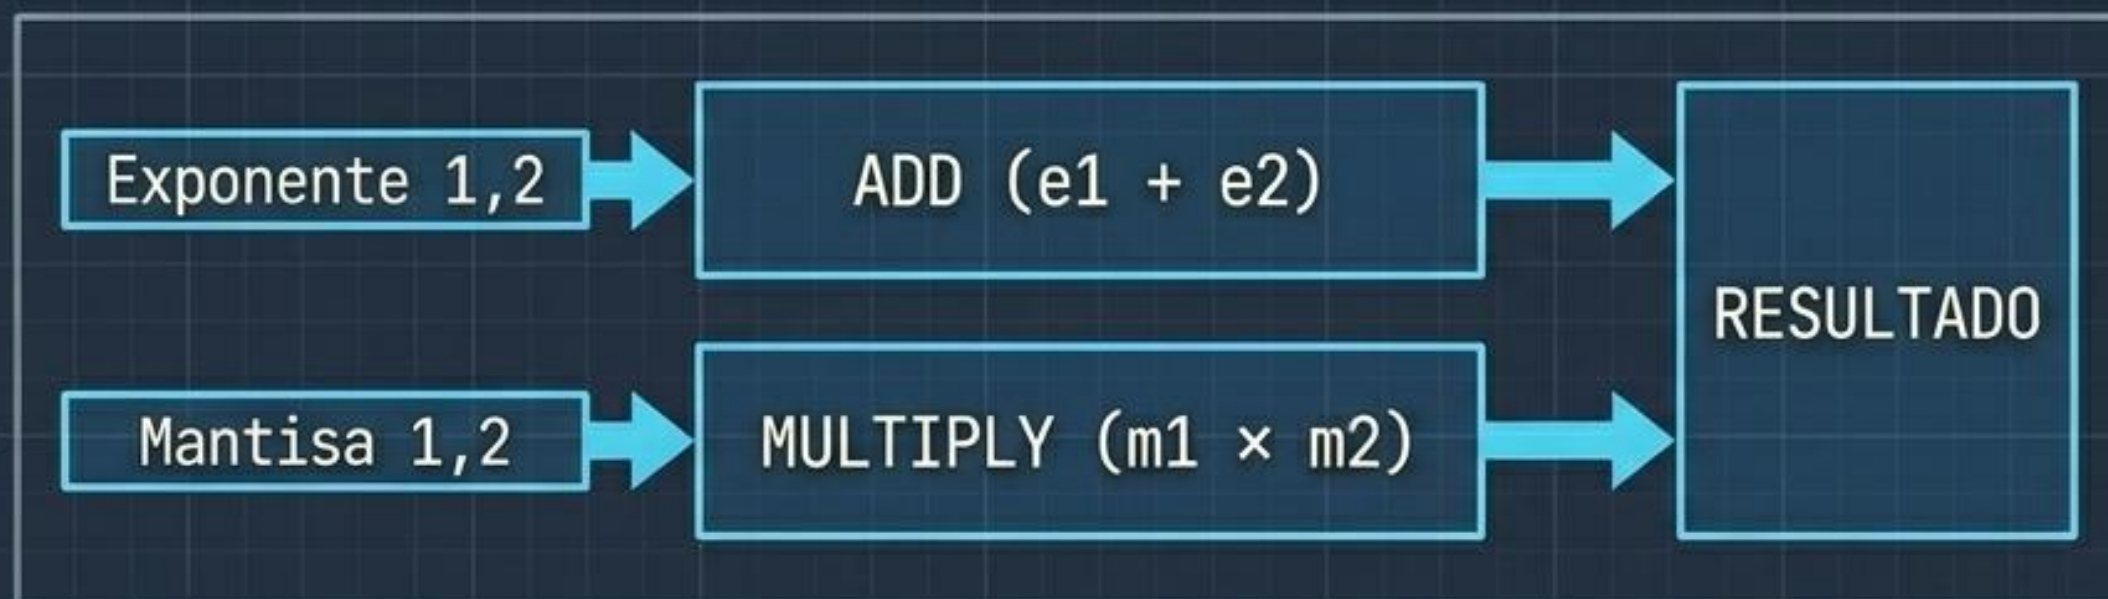 Exponente 1,2
ADD (e1 + e2)
RESULTADO
Mantisa 1,2
MULTIPLY (m1 × m2)